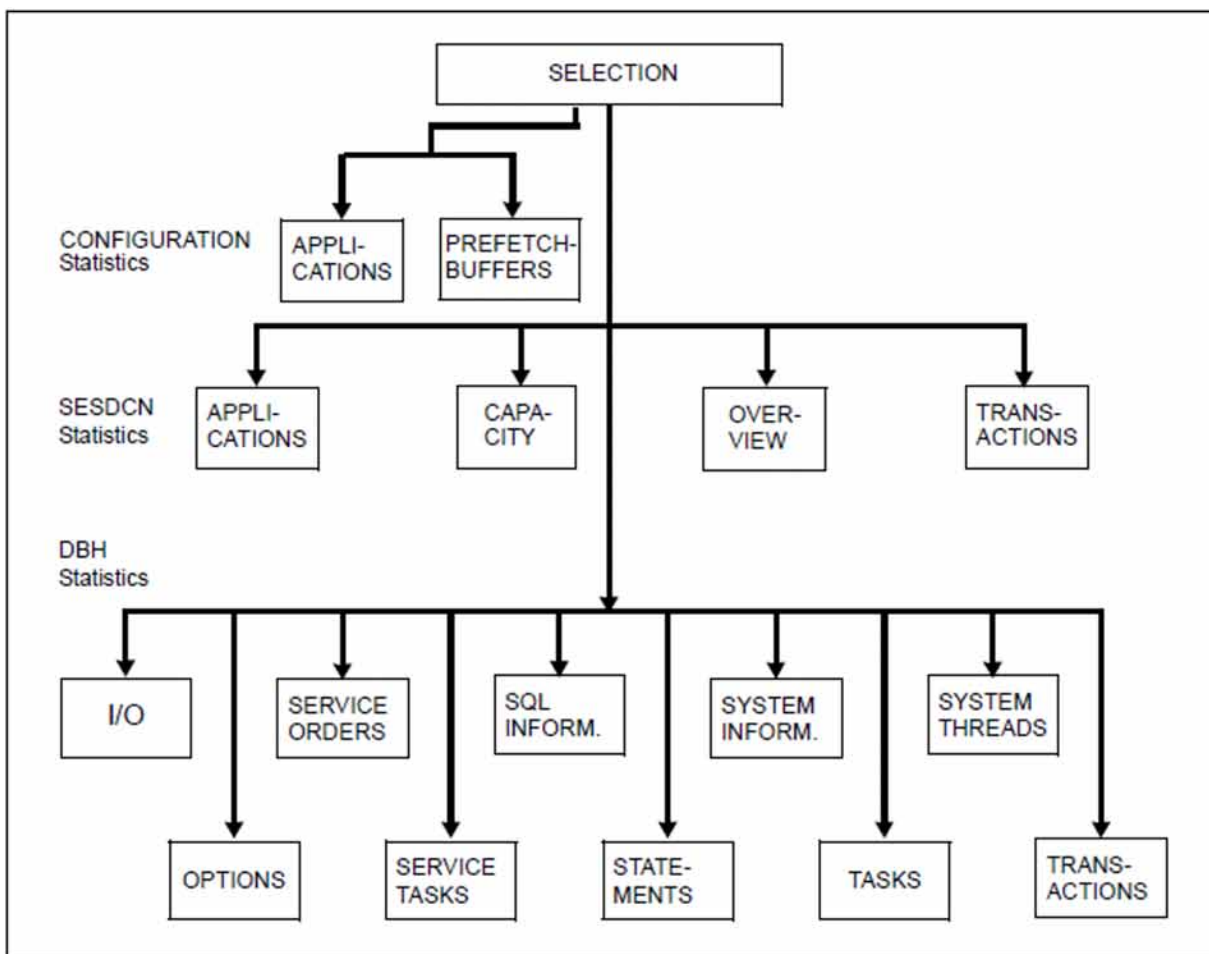 SELECTION
CONFIGURATION
Statistics
APPLI-
CATIONS
PREFETCH-
BUFFERS
SESDCN
Statistics
APPLI-
CATIONS
CAPA-
CITY
OVER-
VIEW
TRANS-
ACTIONS
DBH
Statistics
I/O
SERVICE
ORDERS
SQL
INFORM.
SYSTEM
INFORM.
SYSTEM
THREADS
OPTIONS
SERVICE
TASKS
STATE-
MENTS
TASKS
TRANS-
ACTIONS